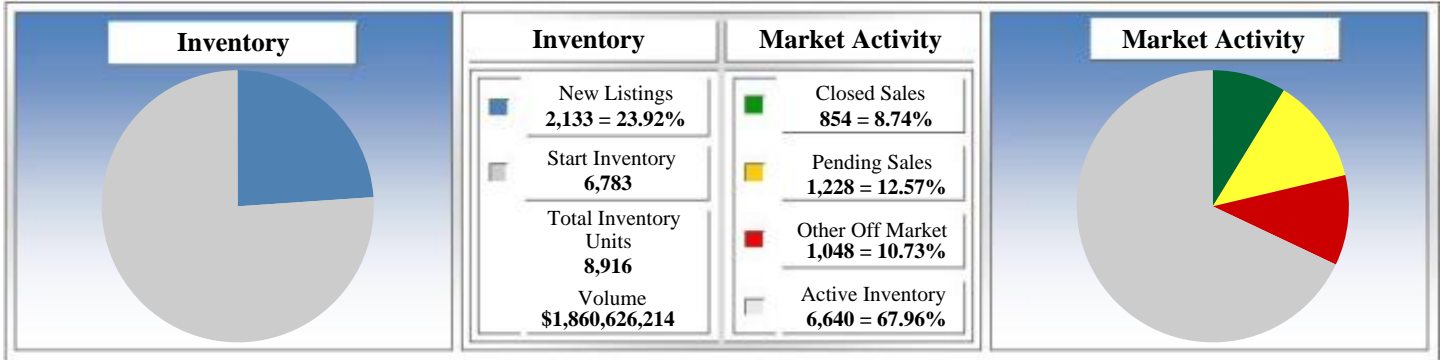 Inventory
Inventory
Market Activity
Market Activity
New Listings
2,133 = 23.92%
Start Inventory
6,783
Total Inventory
Units
8,916
Volume
$1,860,626,214
Closed Sales
854 = 8.74%
Pending Sales
1,228 = 12.57%
Other Off Market
1,048 = 10.73%
Active Inventory
6,640 = 67.96%